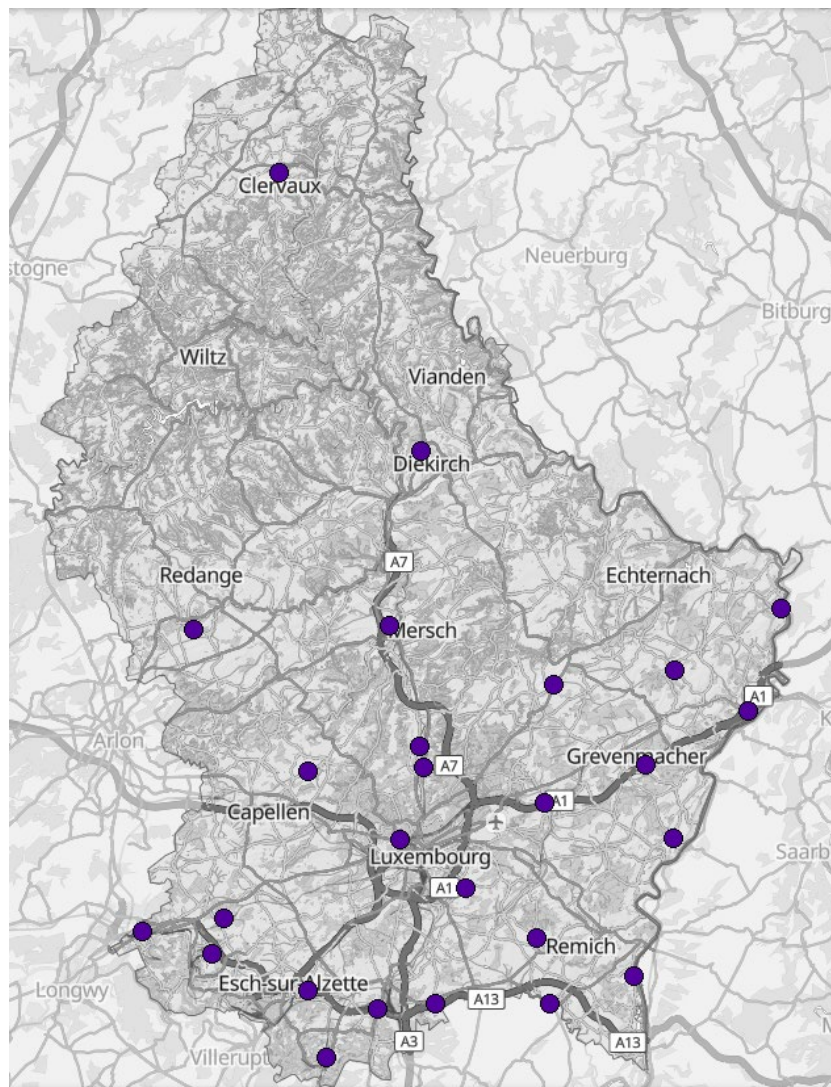 Clervaux
Neuerburg
stogne
Bitburg
Wiltz
Vianden
Diekirch
A7
Redange
Echternach
Mersch
A1
Arlon
Grevenmacher
A7
A1
Capellen
Luxembourg
Saarb
A1
Remich
Esch-sur-Alzette
Longwy
A13
A3
A13
Villerupt